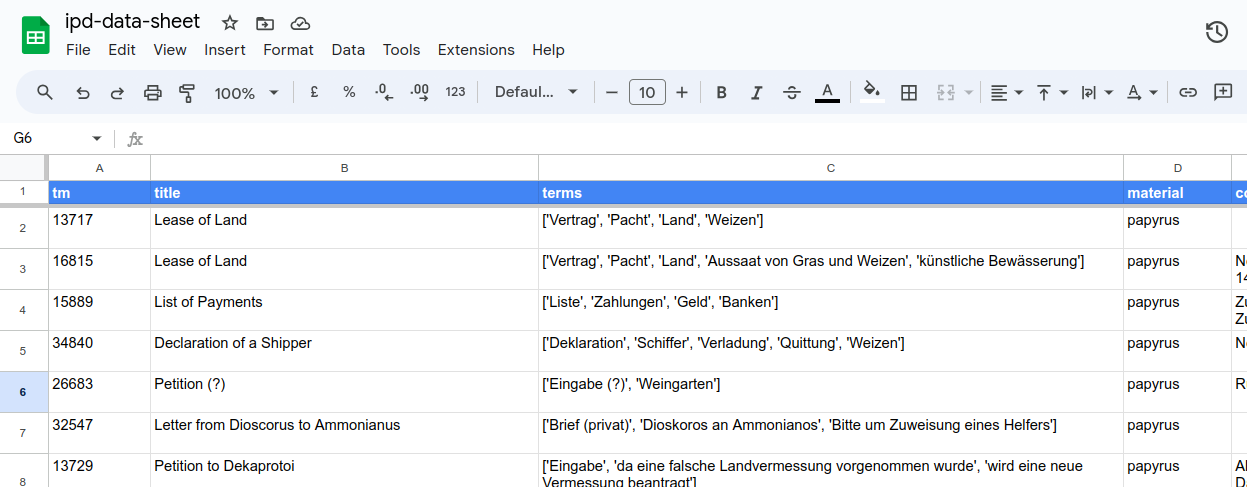 ipd-data-sheet
File Edit View Insert Format Data Tools Extensions Help
100% £ % .0 .00 123 Defaul... 10 B I S A A
G6 fx
A B C D
1 tm title terms material co
2 13717 Lease of Land ['Vertrag', 'Pacht', 'Land', 'Weizen'] papyrus
3 16815 Lease of Land ['Vertrag', 'Pacht', 'Land', 'Aussaat von Gras und Weizen', 'künstliche Bewässerung'] papyrus
14
4 15889 List of Payments ['Liste', 'Zahlungen', 'Geld', 'Banken'] papyrus Zu
Zu
5 34840 Declaration of a Shipper ['Deklaration', 'Schiffer', 'Verladung', 'Quittung', 'Weizen'] papyrus
6 26683 Petition (?) ['Eingabe (?)', 'Weingarten'] papyrus
7 32547 Letter from Dioscorus to Ammonianus ['Brief (privat)', 'Dioskoros an Ammonianos', 'Bitte um Zuweisung eines Helfers'] papyrus
8 13729 Petition to Dekaprotoi ['Eingabe', 'da eine falsche Landvermessung vorgenommen wurde', 'wird eine neue papyrus
Vermessung beantragt']